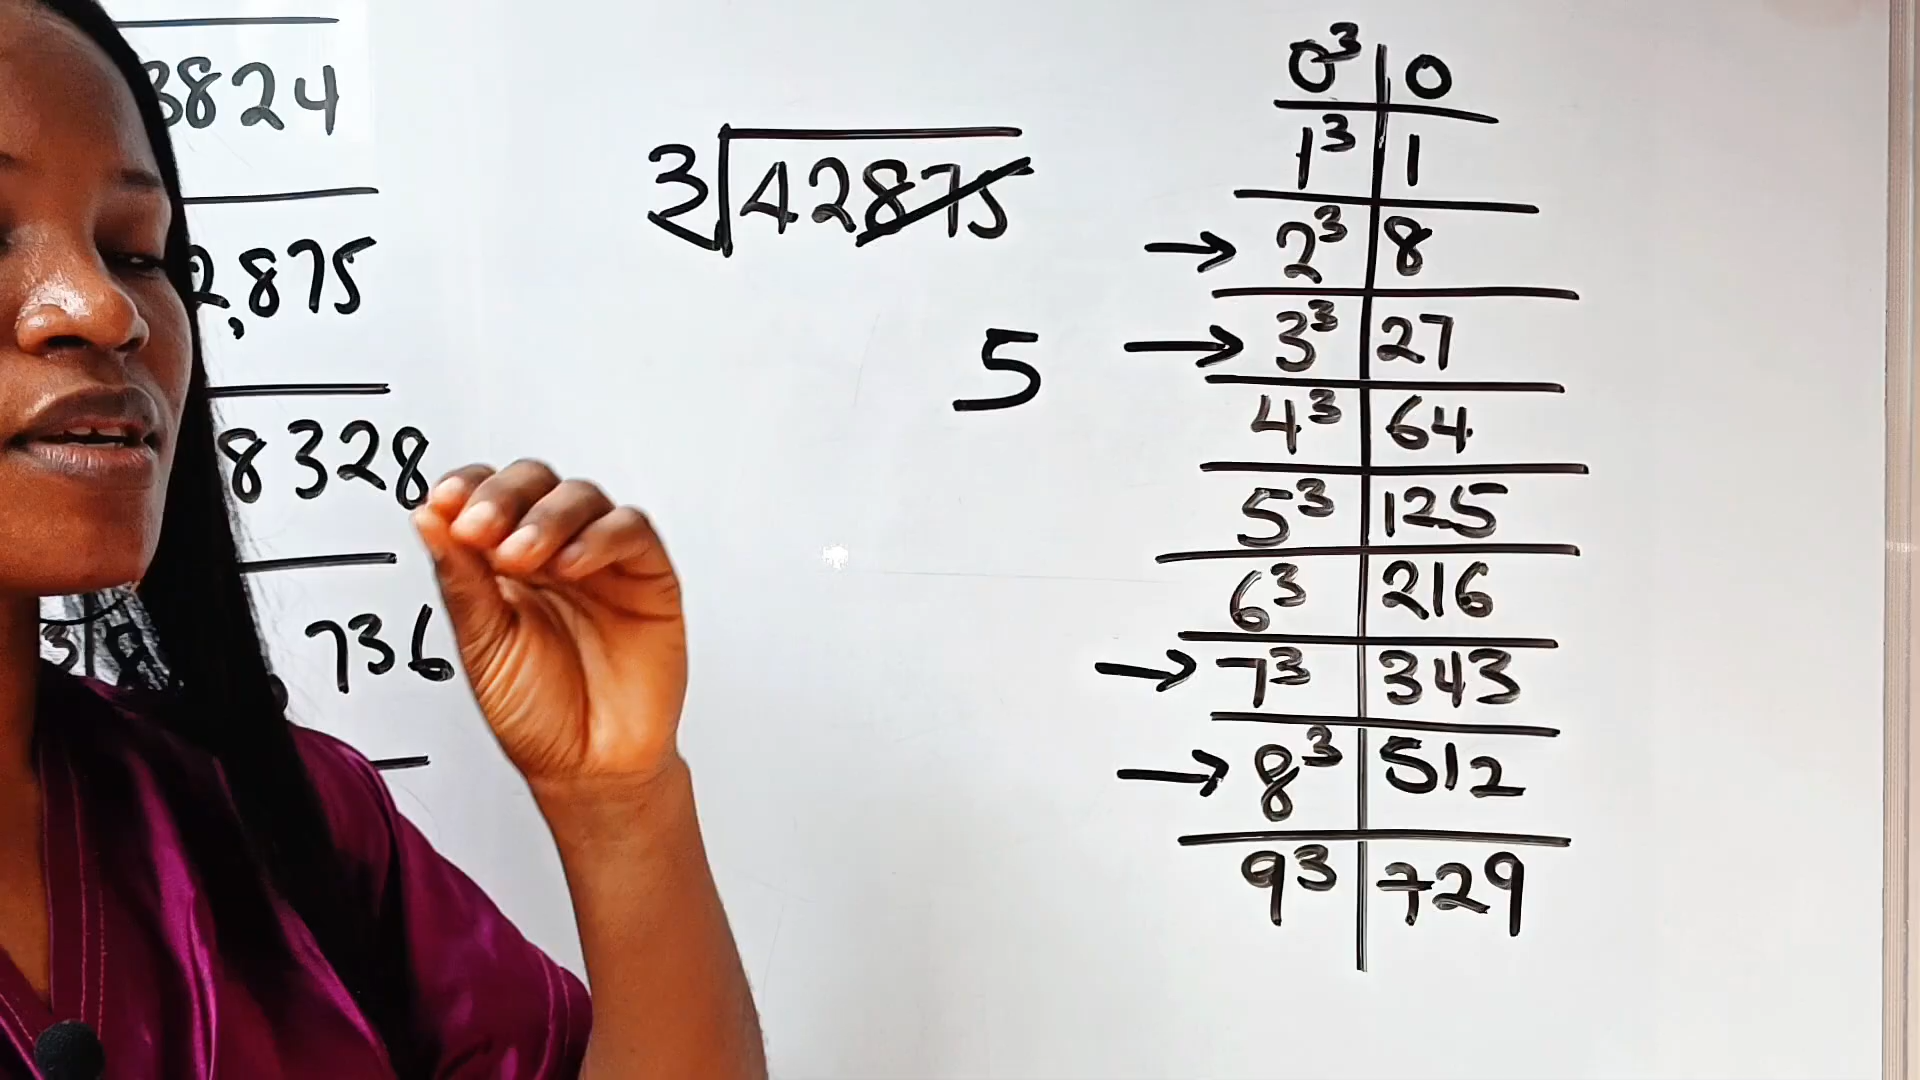 3824
2,875
8328
736
∛42875
5
0³ | 0
1³ | 1
→ 2³ | 8
→ 3³ | 27
4³ | 64
5³ | 125
6³ | 216
→ 7³ | 343
→ 8³ | 512
9³ | 729